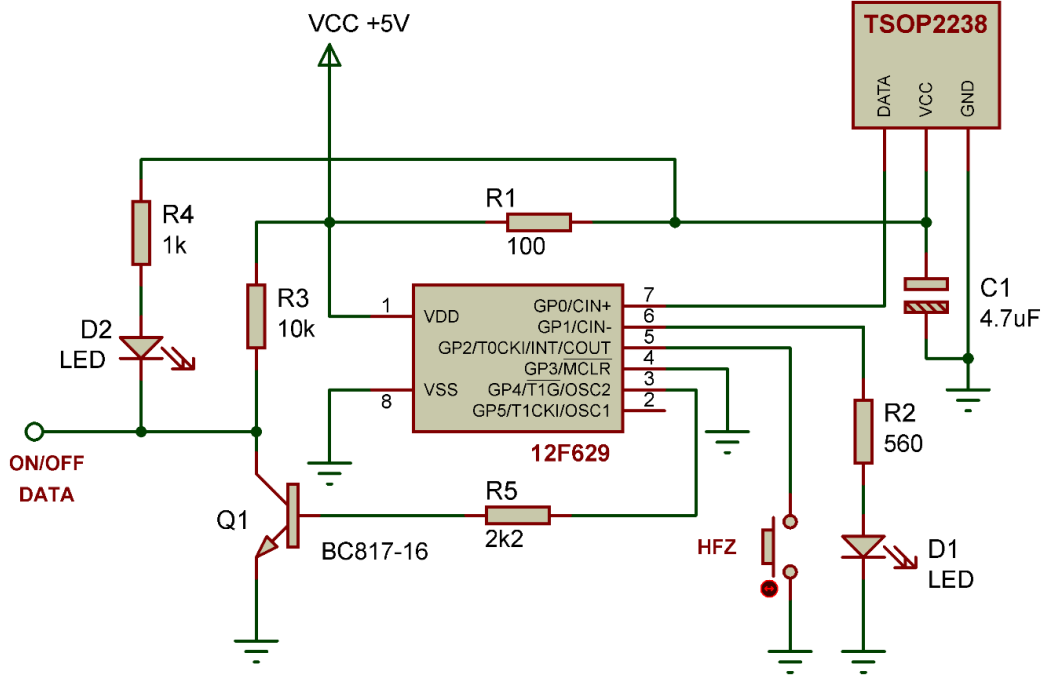 VCC +5V
TSOP2238
DATA
VCC
GND
R4
1k
R1
100
R3
10k
C1
4.7uF
D2
LED
1
8
VDD
VSS
GP0/CIN+
GP1/CIN-
GP2/T0CKI/INT/COUT
GP3/MCLR
GP4/T1G/OSC2
GP5/T1CKI/OSC1
7
6
5
4
3
2
12F629
R2
560
ON/OFF
DATA
Q1
BC817-16
R5
2k2
HFZ
D1
LED